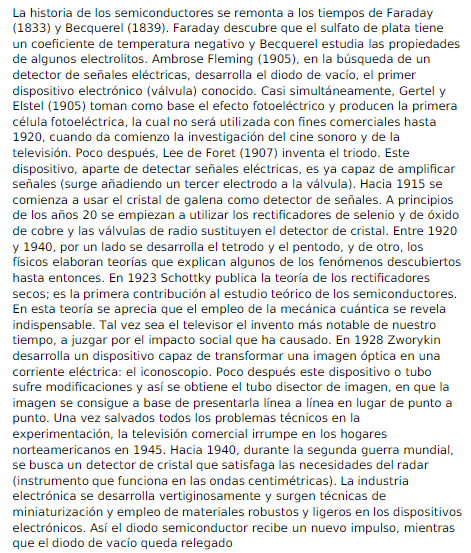 La historia de los semiconductores se remonta a los tiempos de Faraday
(1833) y Becquerel (1839). Faraday descubre que el sulfato de plata tiene
un coeficiente de temperatura negativo y Becquerel estudia las propiedades
de algunos electrolitos. Ambrose Fleming (1905), en la búsqueda de un
detector de señales eléctricas, desarrolla el diodo de vacío, el primer
dispositivo electrónico (válvula) conocido. Casi simultáneamente, Gertel y
Elstel (1905) toman como base el efecto fotoeléctrico y producen la primera
célula fotoeléctrica, la cual no será utilizada con fines comerciales hasta
1920, cuando da comienzo la investigación del cine sonoro y de la
televisión. Poco después, Lee de Foret (1907) inventa el triodo. Este
dispositivo, aparte de detectar señales eléctricas, es ya capaz de amplificar
señales (surge añadiendo un tercer electrodo a la válvula). Hacia 1915 se
comienza a usar el cristal de galena como detector de señales. A principios
de los años 20 se empiezan a utilizar los rectificadores de selenio y de óxido
de cobre y las válvulas de radio sustituyen el detector de cristal. Entre 1920
y 1940, por un lado se desarrolla el tetrodo y el pentodo, y de otro, los
físicos elaboran teorías que explican algunos de los fenómenos descubiertos
hasta entonces. En 1923 Schottky publica la teoría de los rectificadores
secos; es la primera contribución al estudio teórico de los semiconductores.
En esta teoría se aprecia que el empleo de la mecánica cuántica se revela
indispensable. Tal vez sea el televisor el invento más notable de nuestro
tiempo, a juzgar por el impacto social que ha causado. En 1928 Zworykin
desarrolla un dispositivo capaz de transformar una imagen óptica en una
corriente eléctrica: el iconoscopio. Poco después este dispositivo o tubo
sufre modificaciones y así se obtiene el tubo disector de imagen, en que la
imagen se consigue a base de presentarla línea a línea en lugar de punto a
punto. Una vez salvados todos los problemas técnicos en la
experimentación, la televisión comercial irrumpe en los hogares
norteamericanos en 1945. Hacia 1940, durante la segunda guerra mundial,
se busca un detector de cristal que satisfaga las necesidades del radar
(instrumento que funciona en las ondas centimétricas). La industria
electrónica se desarrolla vertiginosamente y surgen técnicas de
miniaturización y empleo de materiales robustos y ligeros en los dispositivos
electrónicos. Así el diodo semiconductor recibe un nuevo impulso, mientras
que el diodo de vacío queda relegado